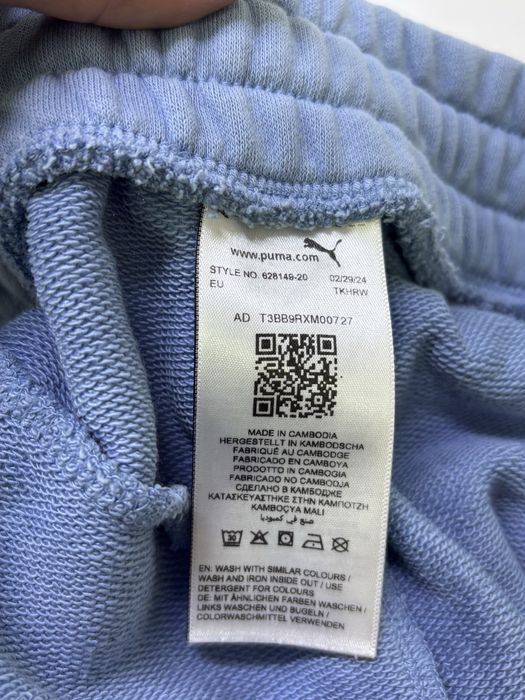 www.puma.com
STYLE NO. 628149-20 02/29/24
EU TKHRW
AD T3BB9RXM00727
MADE IN CAMBODIA
HERGESTELLT IN KAMBODSCHA
FABRIQUÉ AU CAMBODGE
FABRICADO EN CAMBOYA
PRODOTTO IN CAMBOGIA
FABRICADO NO CAMBODJA
СДЕЛАНО В КАМБОДЖЕ
ΚΑΤΑΣΚΕΥΑΣΤΗΚΕ ΣΤΗΝ ΚΑΜΠΟΤΖΗ
KAMBOÇYA MALI
صنع في كمبوديا
30
EN: WASH WITH SIMILAR COLOURS /
WASH AND IRON INSIDE OUT / USE
DETERGENT FOR COLOURS
DE: MIT ÄHNLICHEN FARBEN WASCHEN /
LINKS WASCHEN UND BÜGELN /
COLORWASCHMITTEL VERWENDEN